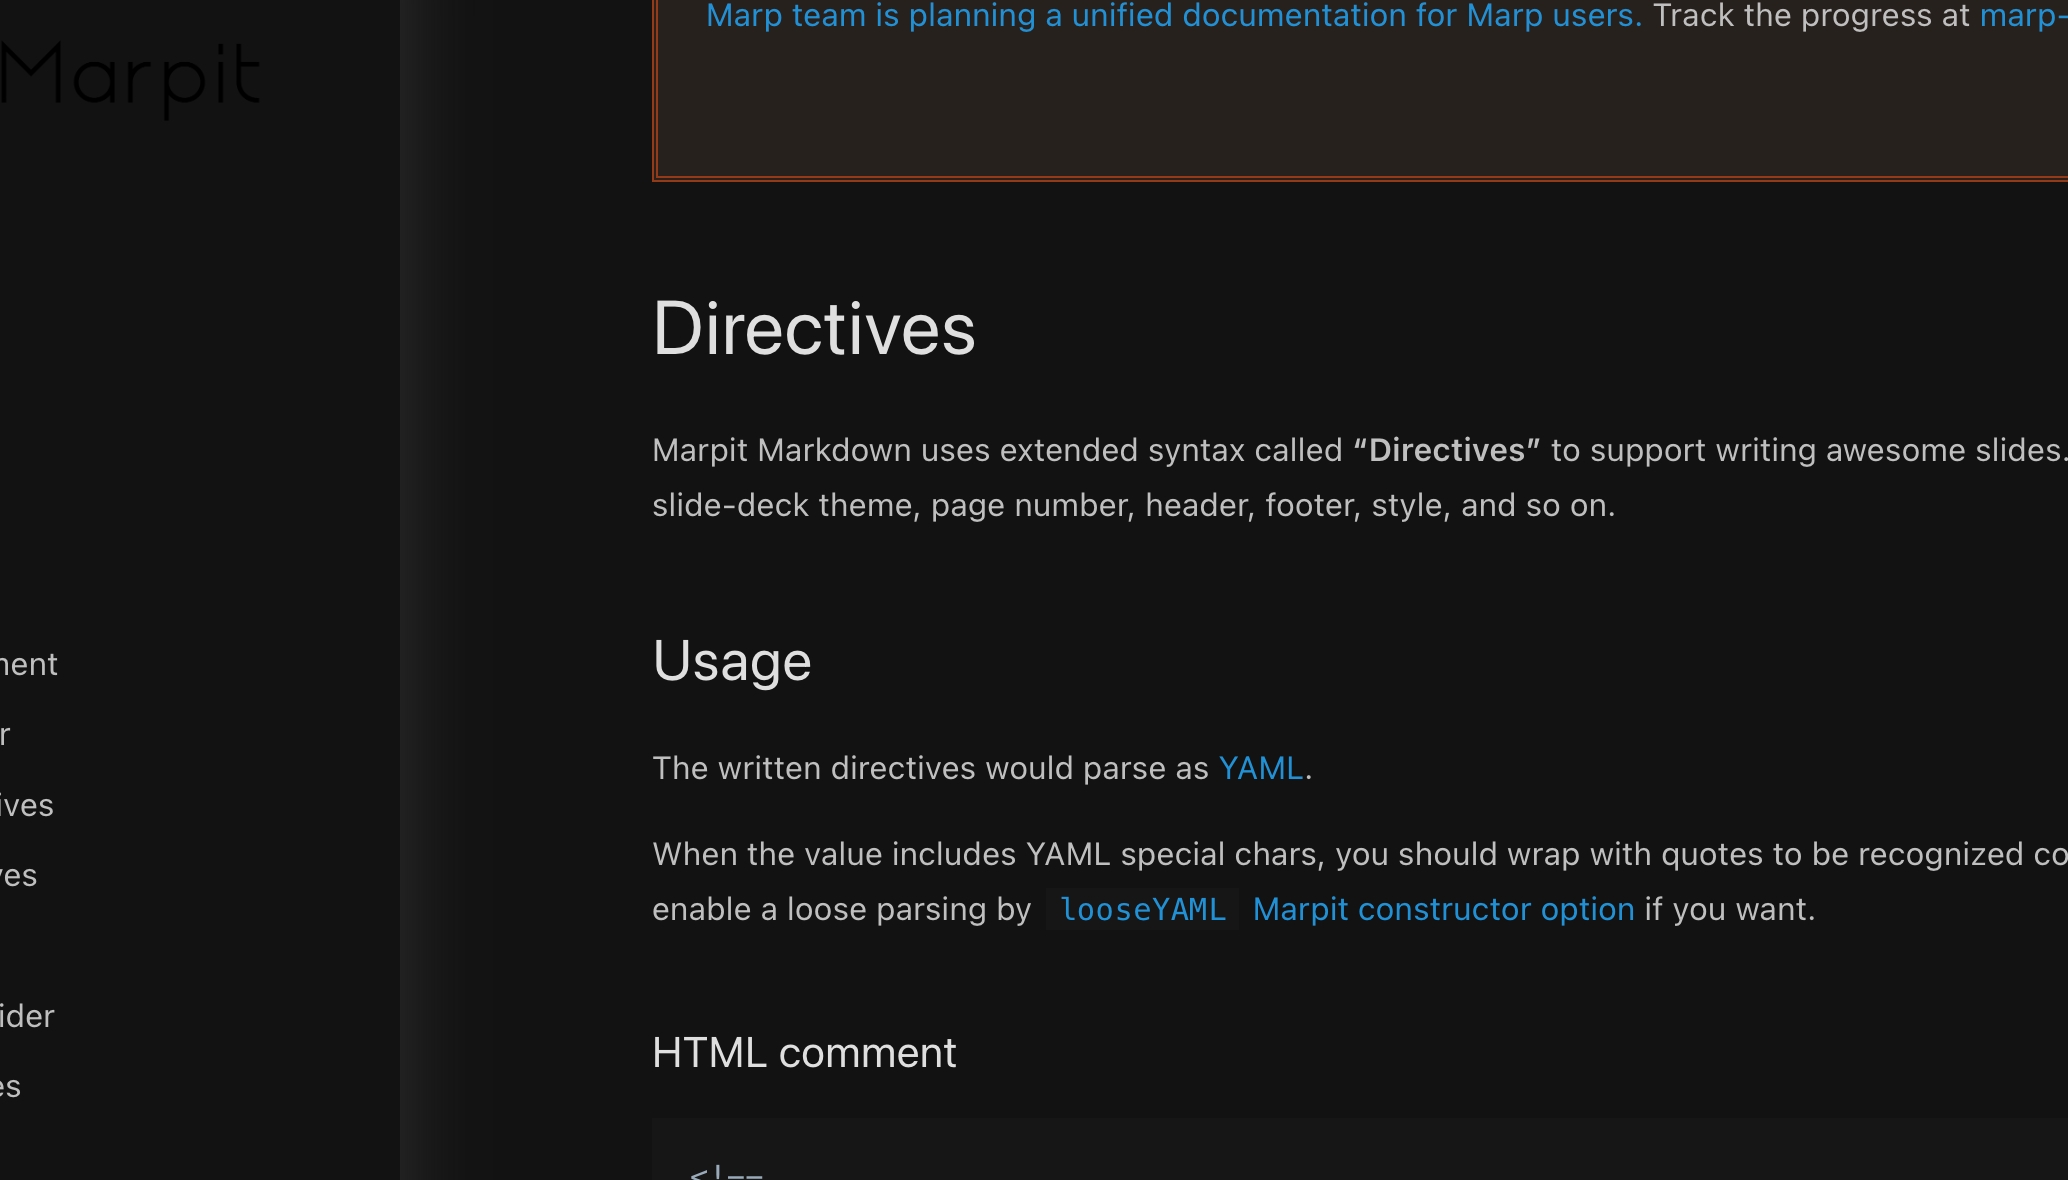 Marpit
ment
r
ives
ves
ider
es
Marp team is planning a unified documentation for Marp users. Track the progress at marp-
Directives
Marpit Markdown uses extended syntax called “Directives” to support writing awesome slides.
slide-deck theme, page number, header, footer, style, and so on.
Usage
The written directives would parse as YAML.
When the value includes YAML special chars, you should wrap with quotes to be recognized co
enable a loose parsing by looseYAML Marpit constructor option if you want.
HTML comment
<!--